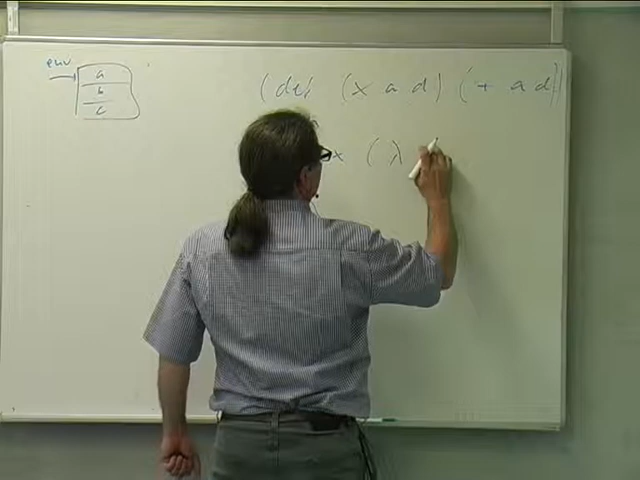 env
a
b
c
(def (x a d) (+ a d))
x (λ